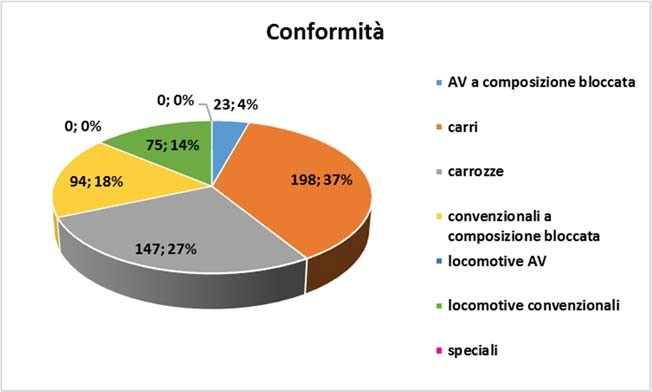 Conformità
0; 0%
23; 4%
0; 0%
75; 14%
94; 18%
198; 37%
147; 27%
AV a composizione bloccata
carri
carrozze
convenzionali a
composizione bloccata
locomotive AV
locomotive convenzionali
speciali